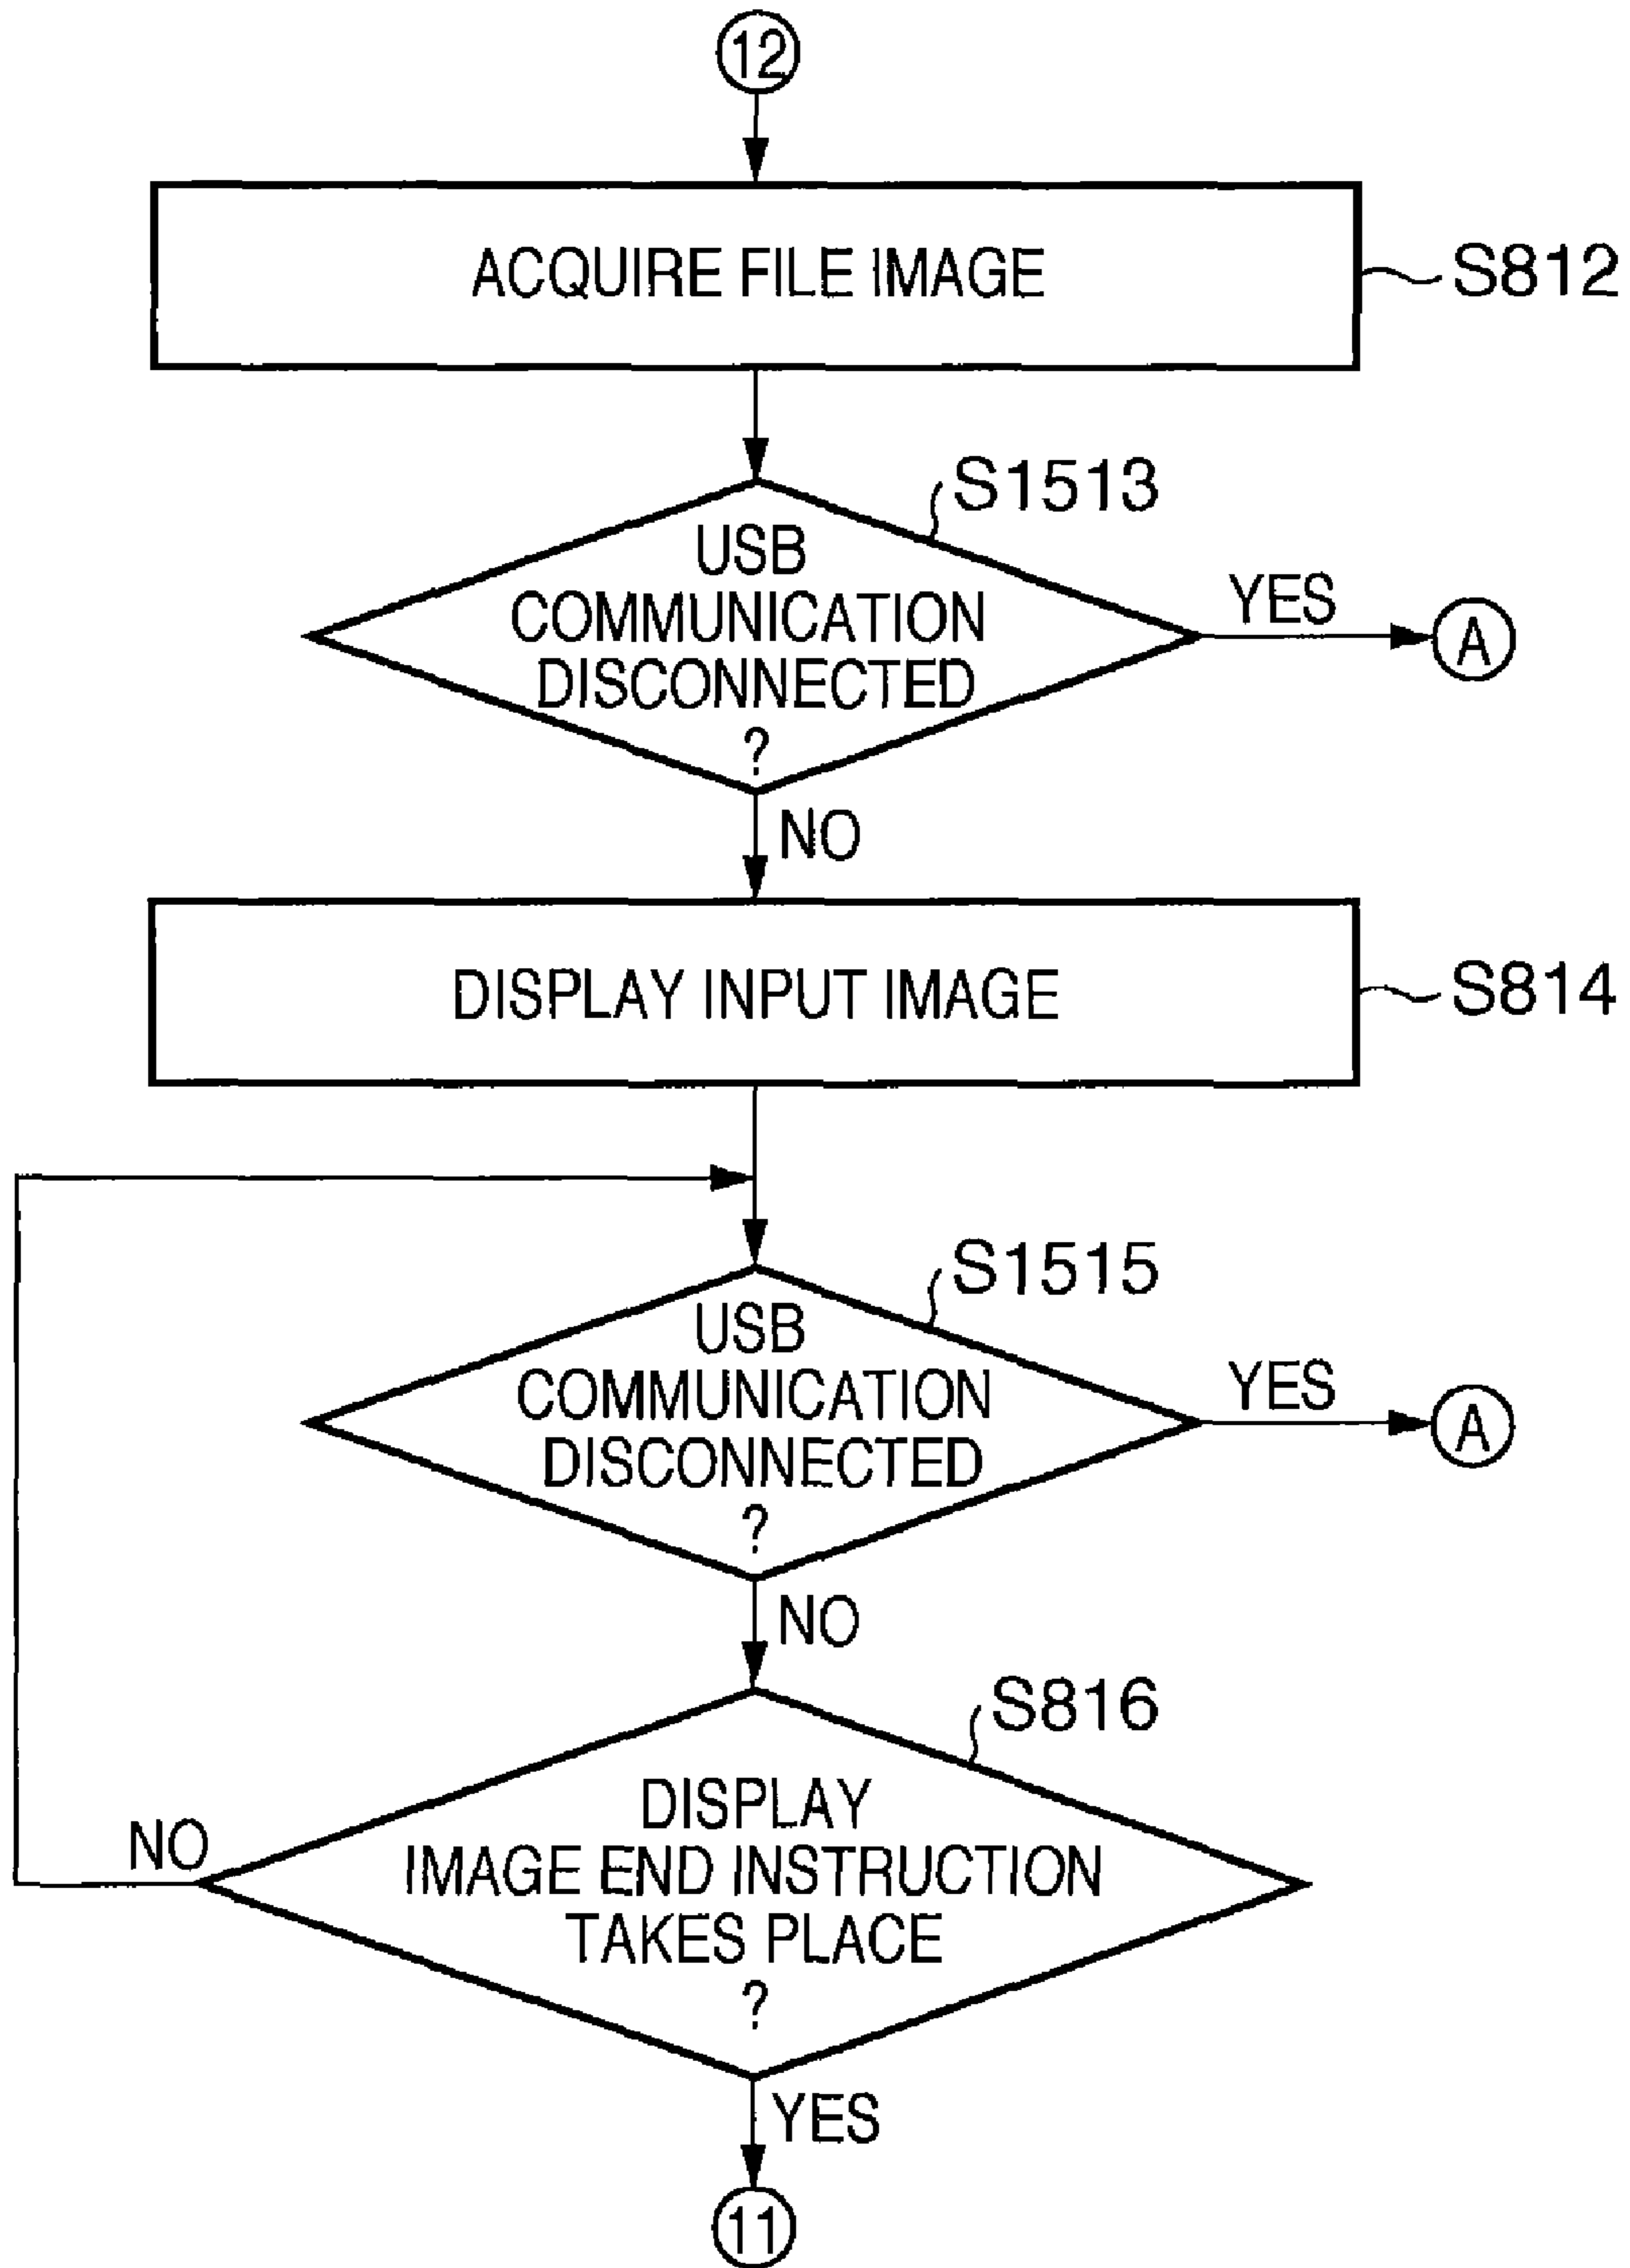 12
ACQUIRE FILE IMAGE
S812
S1513
USB
COMMUNICATION
DISCONNECTED
?
YES
A
NO
DISPLAY INPUT IMAGE
S814
S1515
USB
COMMUNICATION
DISCONNECTED
?
YES
A
NO
S816
DISPLAY
IMAGE END INSTRUCTION
TAKES PLACE
?
NO
YES
11